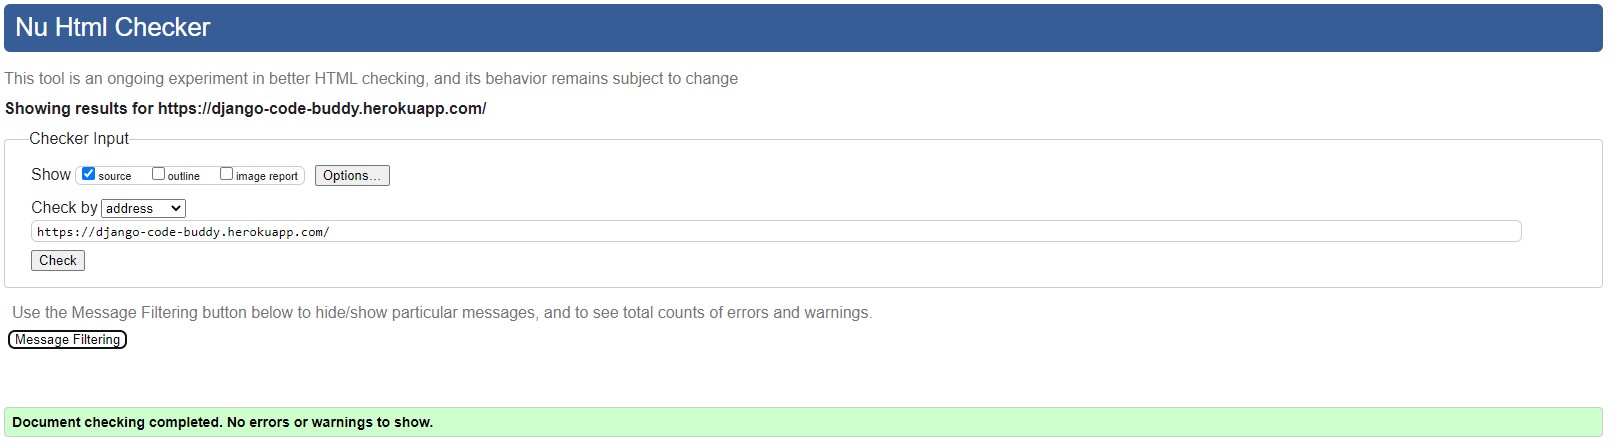 Nu Html Checker
This tool is an ongoing experiment in better HTML checking, and its behavior remains subject to change
Showing results for https://django-code-buddy.herokuapp.com/
Checker Input
Show source outline image report Options...
Check by address
https://django-code-buddy.herokuapp.com/
Check
Use the Message Filtering button below to hide/show particular messages, and to see total counts of errors and warnings.
Message Filtering
Document checking completed. No errors or warnings to show.